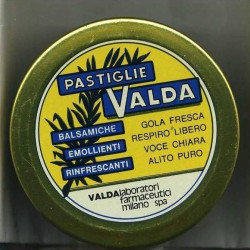 PASTIGLIE
VALDA
BALSAMICHE
EMOLLIENTI
RINFRESCANTI
GOLA FRESCA
RESPIRO LIBERO
VOCE CHIARA
ALITO PURO
VALDA laboratori
farmaceutici
milano spa